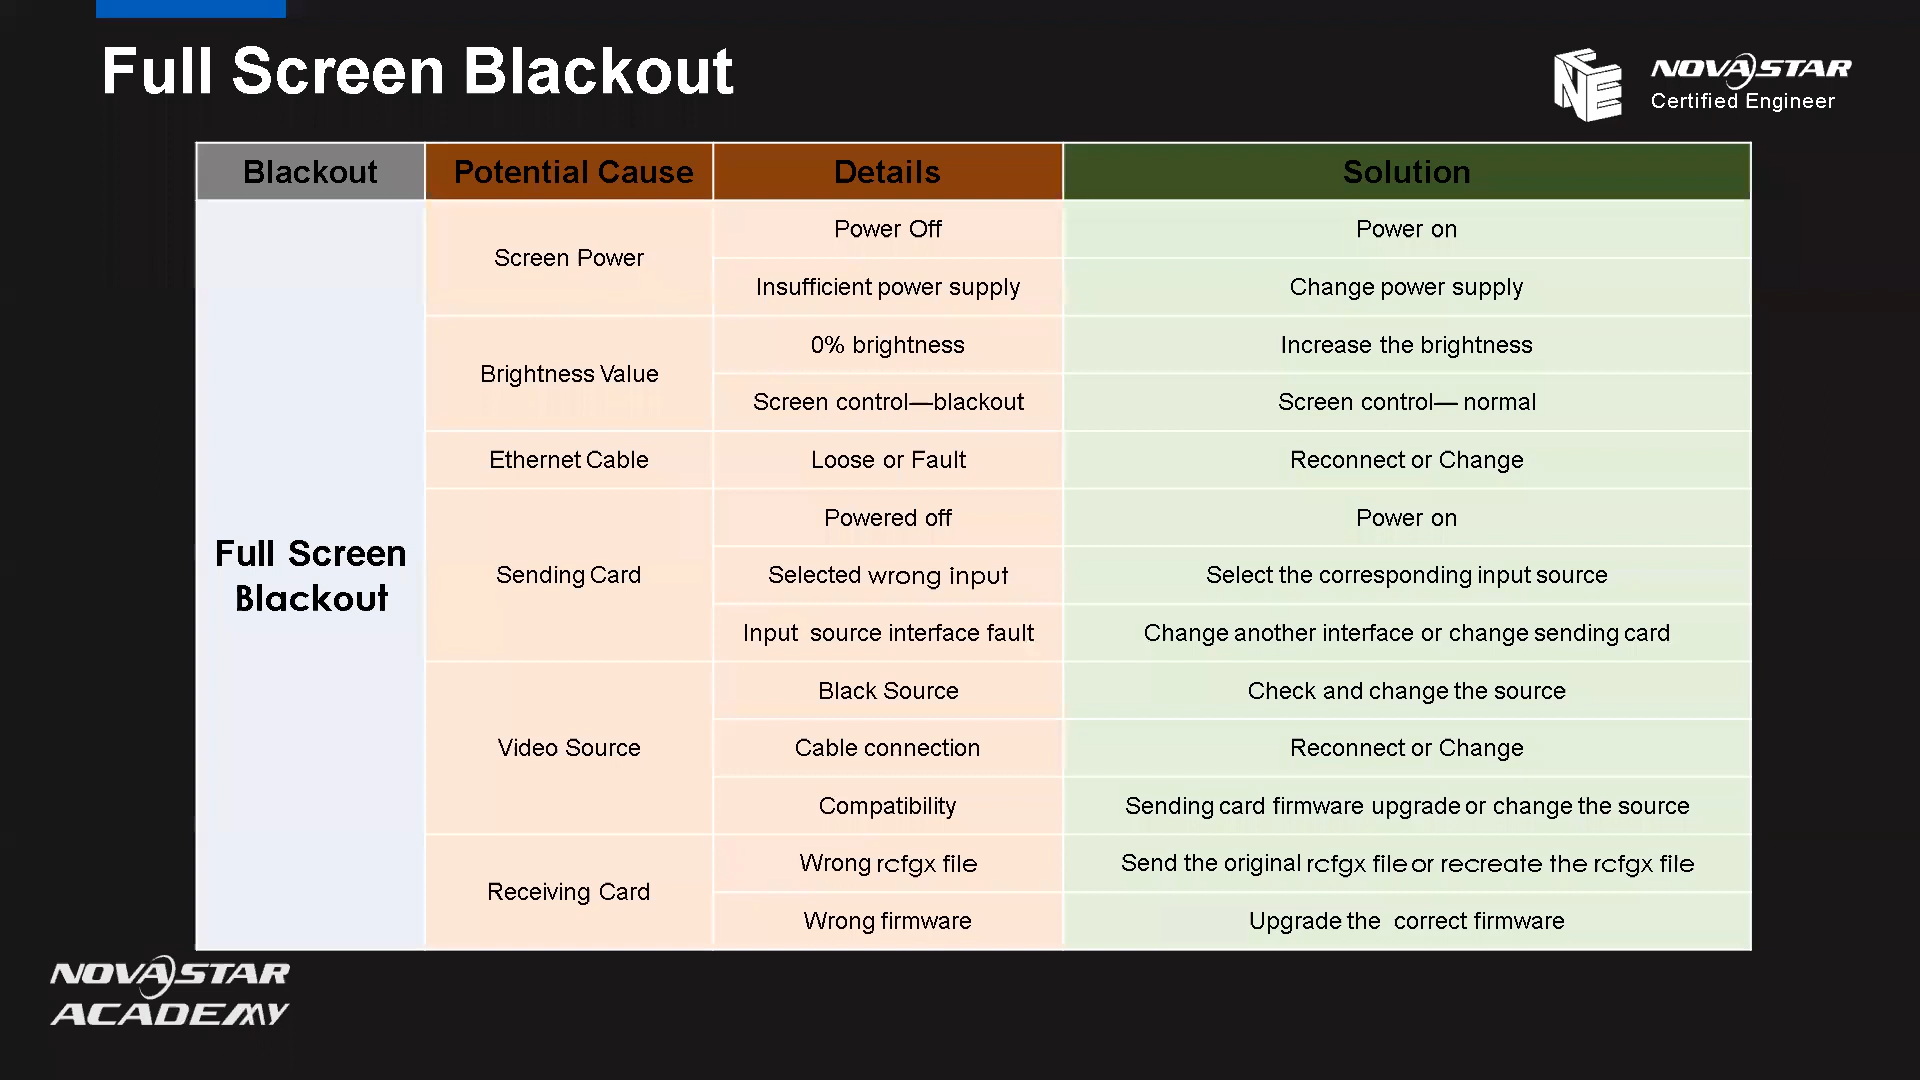 Full Screen Blackout
NE
NOVASTAR
Certified Engineer
Blackout
Potential Cause
Details
Solution
Full Screen
Blackout
Screen Power
Power Off
Power on
Insufficient power supply
Change power supply
Brightness Value
0% brightness
Increase the brightness
Screen control—blackout
Screen control— normal
Ethernet Cable
Loose or Fault
Reconnect or Change
Sending Card
Powered off
Power on
Selected wrong input
Select the corresponding input source
Input source interface fault
Change another interface or change sending card
Video Source
Black Source
Check and change the source
Cable connection
Reconnect or Change
Compatibility
Sending card firmware upgrade or change the source
Receiving Card
Wrong rcfgx file
Send the original rcfgx file or recreate the rcfgx file
Wrong firmware
Upgrade the correct firmware
NOVASTAR
ACADEMY